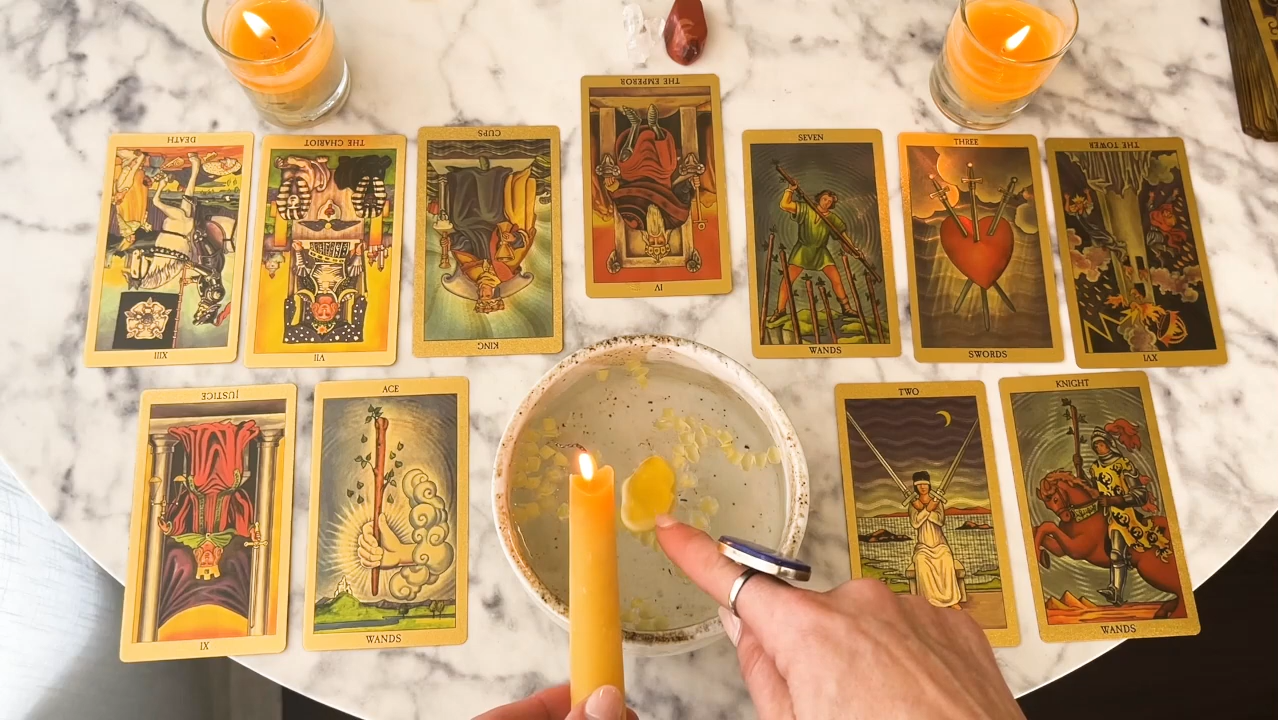 DEATH
XIII
THE CHARIOT
VII
KING
CUPS
THE EMPEROR
IV
SEVEN
WANDS
THREE
SWORDS
THE TOWER
XVI
JUSTICE
XI
ACE
WANDS
TWO
KNIGHT
WANDS